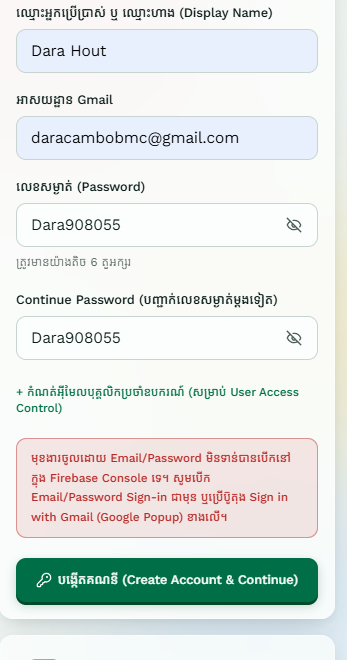 ឈ្មោះអ្នកប្រើប្រាស់ ឬ ឈ្មោះហាង (Display Name)
Dara Hout
អាសយដ្ឋាន Gmail
daracambobmc@gmail.com
លេខសម្ងាត់ (Password)
Dara908055
ត្រូវមានយ៉ាងតិច 6 តួអក្សរ
Continue Password (បញ្ជាក់លេខសម្ងាត់ម្តងទៀត)
Dara908055
+ កំណត់អ៊ីមែលបុគ្គលិកប្រចាំឧបករណ៍ (សម្រាប់ User Access
Control)
មុខងារចូលដោយ Email/Password មិនទាន់បានបើកនៅ
ក្នុង Firebase Console ទេ។ សូមបើក
Email/Password Sign-in ជាមុន ឬប្រើប៊ូតុង Sign in
with Gmail (Google Popup) ខាងលើ។
បង្កើតគណនី (Create Account & Continue)